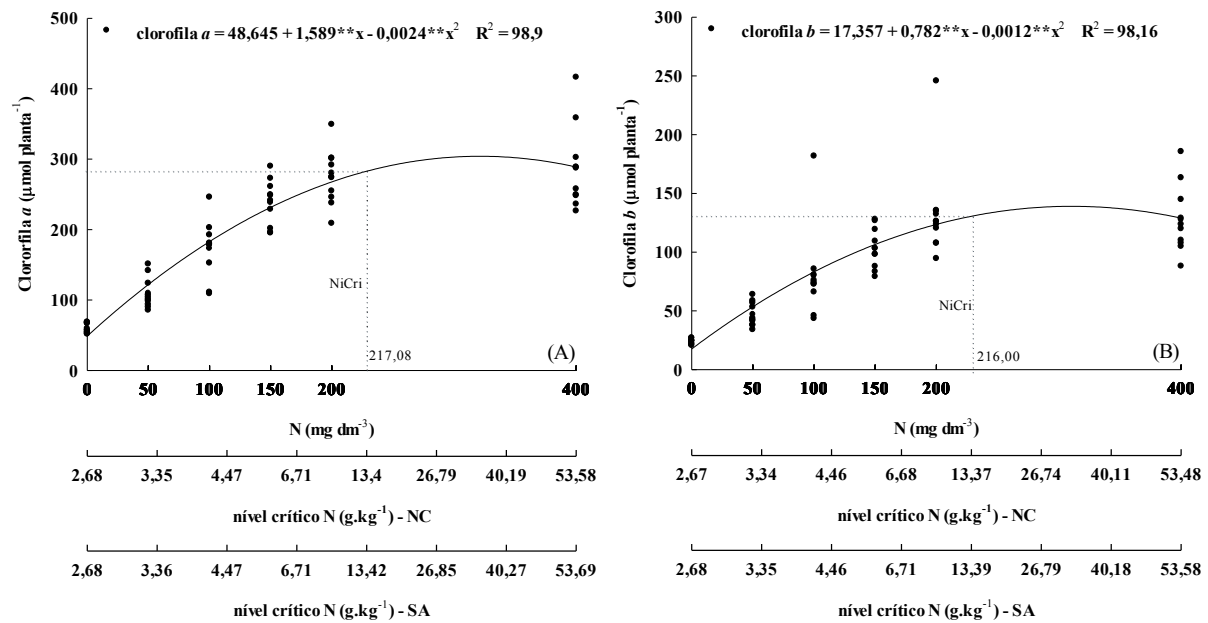 clorofila a = 48,645 + 1,589**x - 0,0024**x² R² = 98,9
500
400
300
200
100
0
Clororfila a (µmol planta⁻¹)
NiCri
217,08
(A)
0 50 100 150 200 400
N (mg dm⁻³)
2,68 3,35 4,47 6,71 13,4 26,79 40,19 53,58
nível crítico N (g.kg⁻¹) - NC
2,68 3,36 4,47 6,71 13,42 26,85 40,27 53,69
nível crítico N (g.kg⁻¹) - SA
clorofila b = 17,357 + 0,782**x - 0,0012**x² R² = 98,16
300
250
200
150
100
50
0
Clorofila b (µmol planta⁻¹)
NiCri
216,00
(B)
0 50 100 150 200 400
N (mg dm⁻³)
2,67 3,34 4,46 6,68 13,37 26,74 40,11 53,48
nível crítico N (g.kg⁻¹) - NC
2,68 3,35 4,46 6,71 13,39 26,79 40,18 53,58
nível crítico N (g.kg⁻¹) - SA